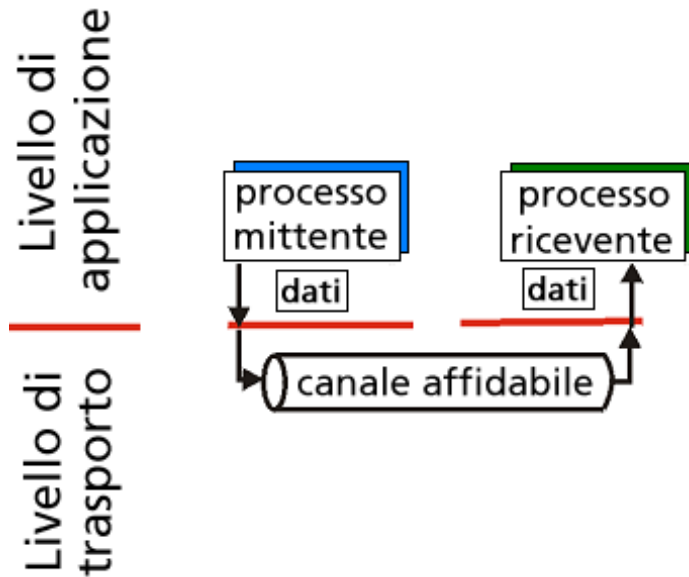 Livello di
applicazione
processo
mittente
processo
ricevente
dati
dati
canale affidabile
Livello di
trasporto